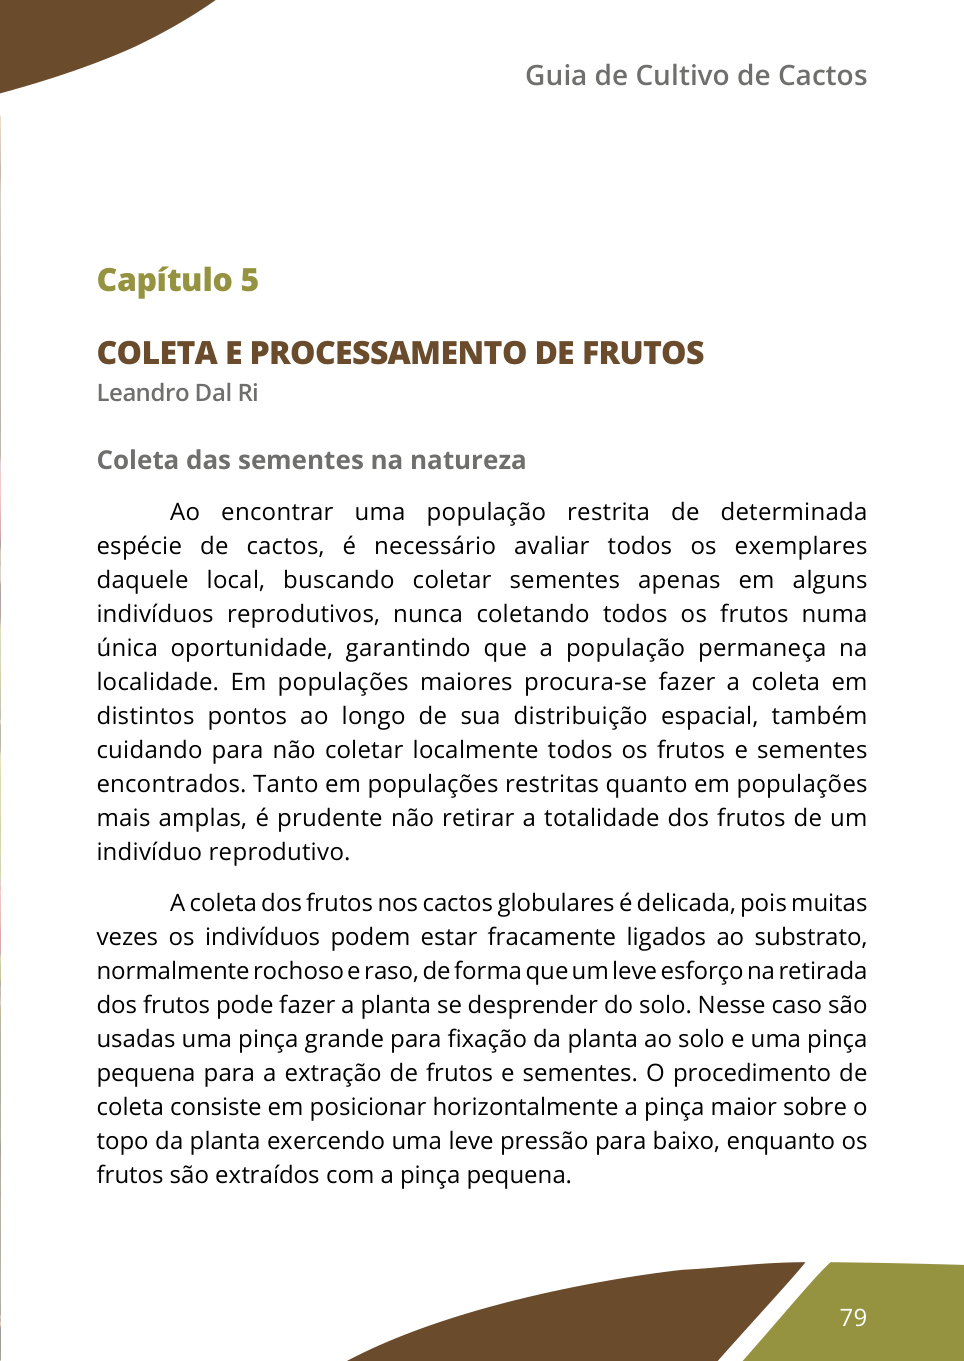 Guia de Cultivo de Cactos
Capítulo 5
COLETA E PROCESSAMENTO DE FRUTOS
Leandro Dal Ri
Coleta das sementes na natureza
Ao encontrar uma população restrita de determinada
espécie de cactos, é necessário avaliar todos os exemplares
daquele local, buscando coletar sementes apenas em alguns
indivíduos reprodutivos, nunca coletando todos os frutos numa
única oportunidade, garantindo que a população permaneça na
localidade. Em populações maiores procura-se fazer a coleta em
distintos pontos ao longo de sua distribuição espacial, também
cuidando para não coletar localmente todos os frutos e sementes
encontrados. Tanto em populações restritas quanto em populações
mais amplas, é prudente não retirar a totalidade dos frutos de um
indivíduo reprodutivo.
A coleta dos frutos nos cactos globulares é delicada, pois muitas
vezes os indivíduos podem estar fracamente ligados ao substrato,
normalmente rochoso e raso, de forma que um leve esforço na retirada
dos frutos pode fazer a planta se desprender do solo. Nesse caso são
usadas uma pinça grande para fixação da planta ao solo e uma pinça
pequena para a extração de frutos e sementes. O procedimento de
coleta consiste em posicionar horizontalmente a pinça maior sobre o
topo da planta exercendo uma leve pressão para baixo, enquanto os
frutos são extraídos com a pinça pequena.
79